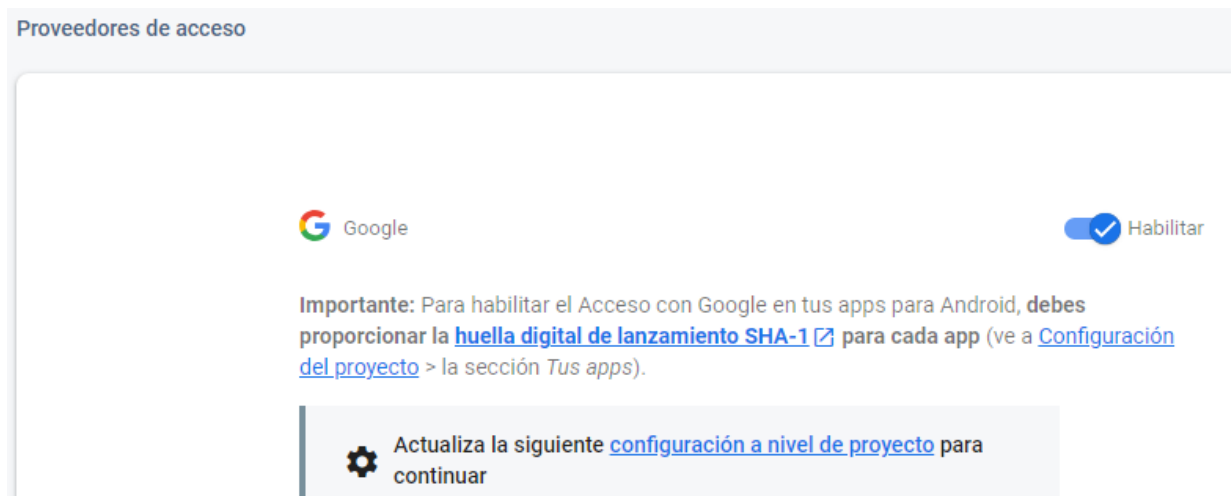 Proveedores de acceso
Google
Habilitar
Importante: Para habilitar el Acceso con Google en tus apps para Android, debes
proporcionar la huella digital de lanzamiento SHA-1 para cada app (ve a Configuración
del proyecto > la sección Tus apps).
Actualiza la siguiente configuración a nivel de proyecto para
continuar